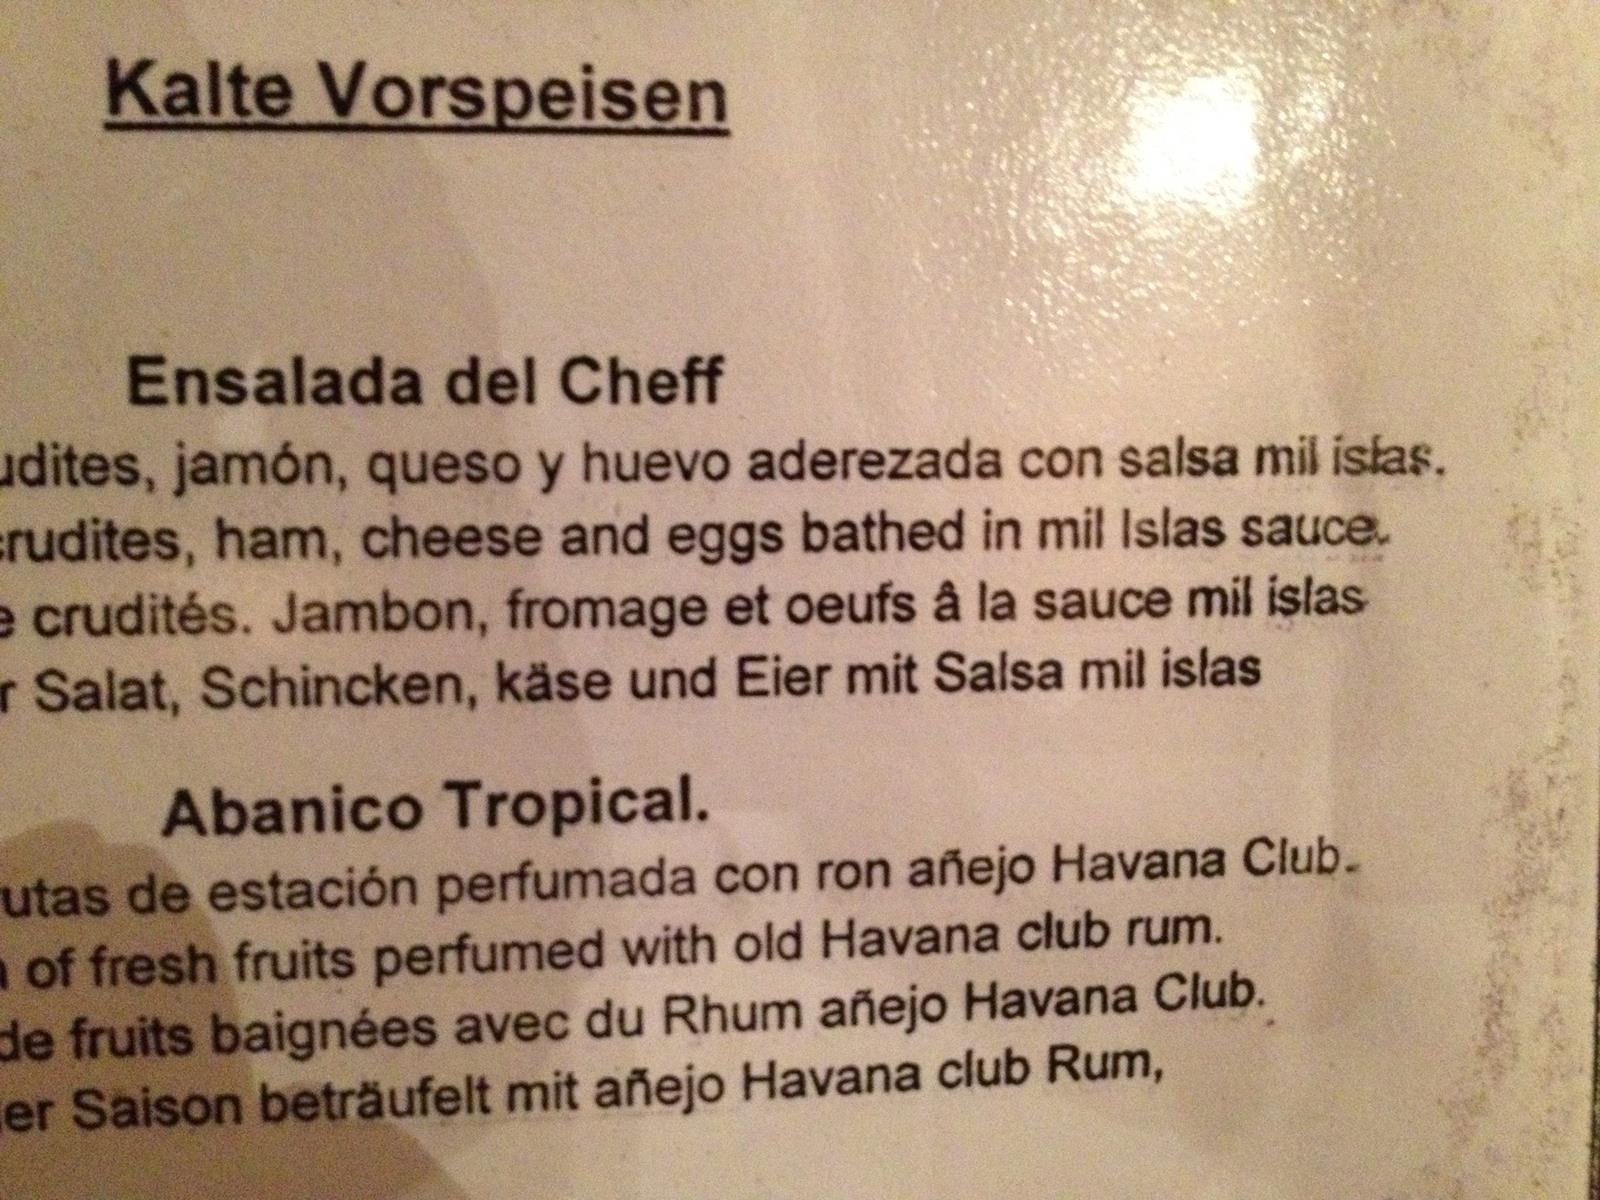 Kalte Vorspeisen
Ensalada del Cheff
udites, jamón, queso y huevo aderezada con salsa mil islas.
crudites, ham, cheese and eggs bathed in mil Islas sauce.
e crudités. Jambon, fromage et oeufs â la sauce mil islas
r Salat, Schincken, käse und Eier mit Salsa mil islas
Abanico Tropical.
utas de estación perfumada con ron añejo Havana Club.
of fresh fruits perfumed with old Havana club rum.
de fruits baignées avec du Rhum añejo Havana Club.
er Saison beträufelt mit añejo Havana club Rum,